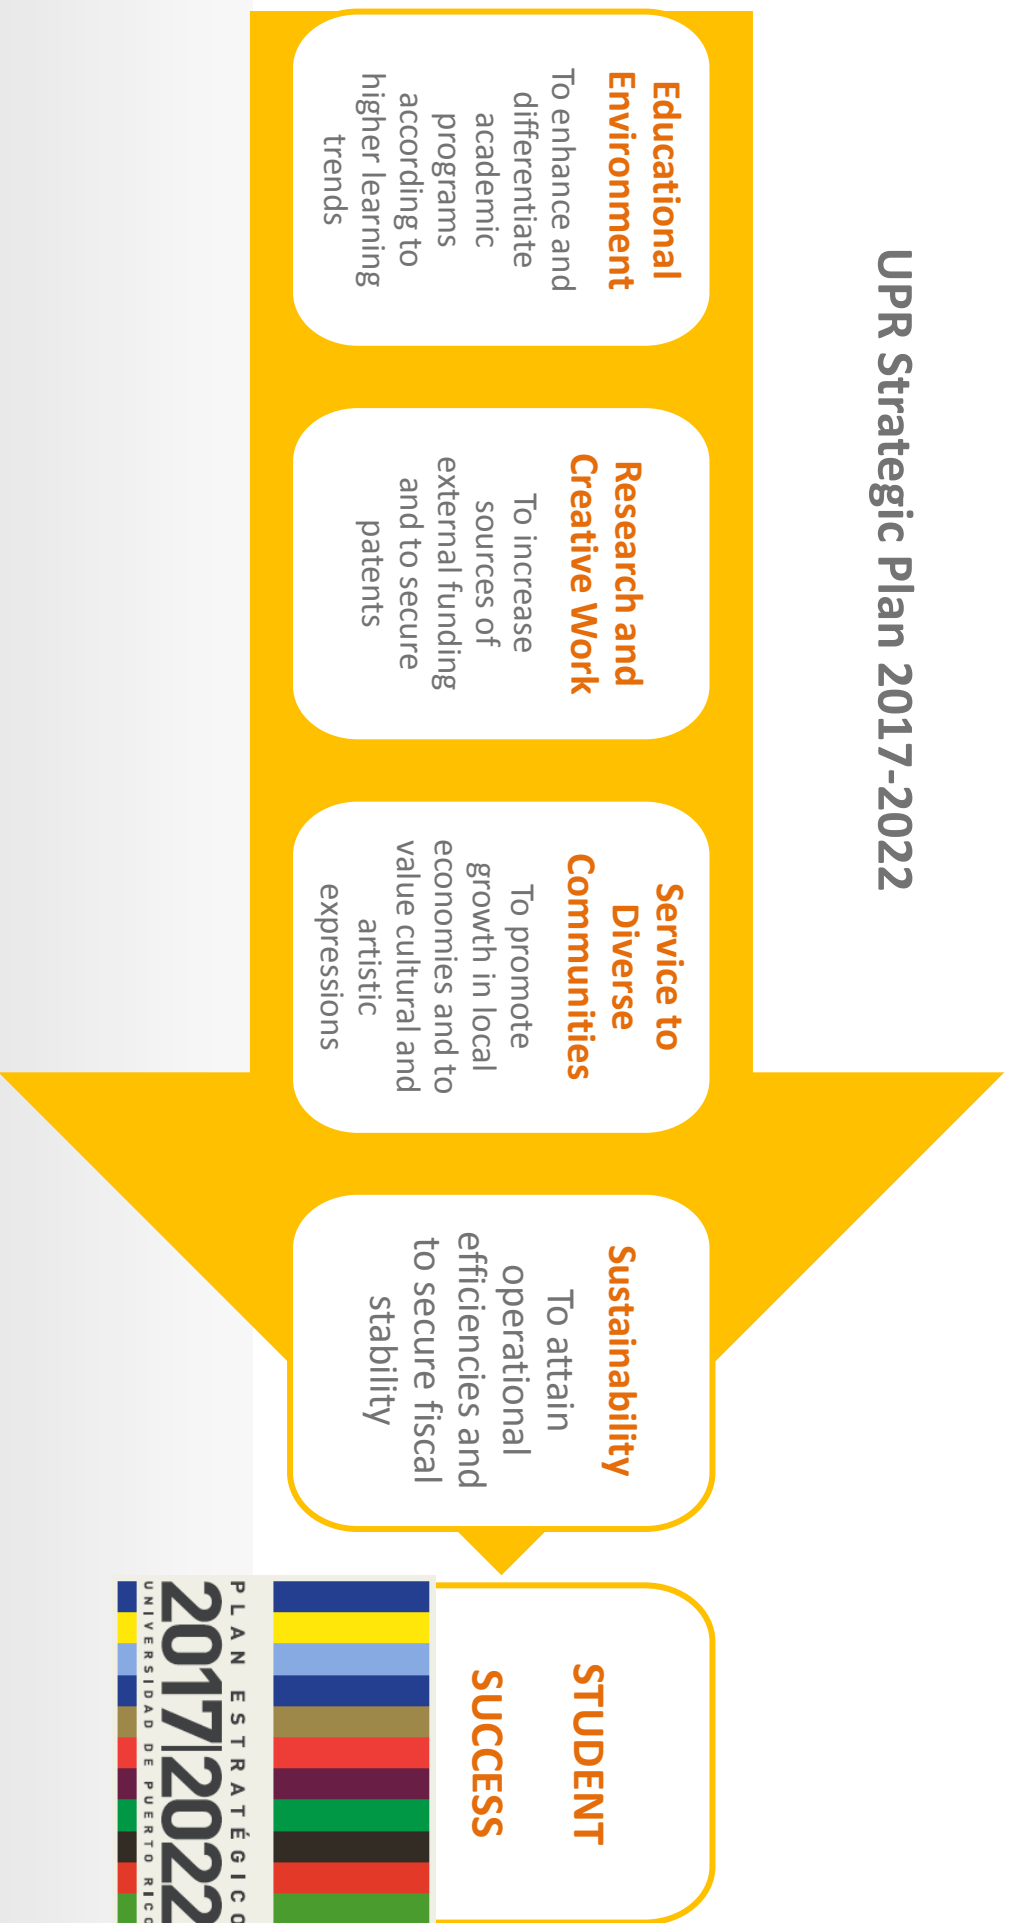 UPR Strategic Plan 2017-2022
Educational
Environment
To enhance and
differentiate
academic
programs
according to
higher learning
trends
Research and
Creative Work
To increase
sources of
external funding
and to secure
patents
Service to
Diverse
Communities
To promote
growth in local
economies and to
value cultural and
artistic
expressions
Sustainability
To attain
operational
efficiencies and
to secure fiscal
stability
STUDENT
SUCCESS
PLAN ESTRATÉGICO
2017|2022
UNIVERSIDAD DE PUERTO RICO